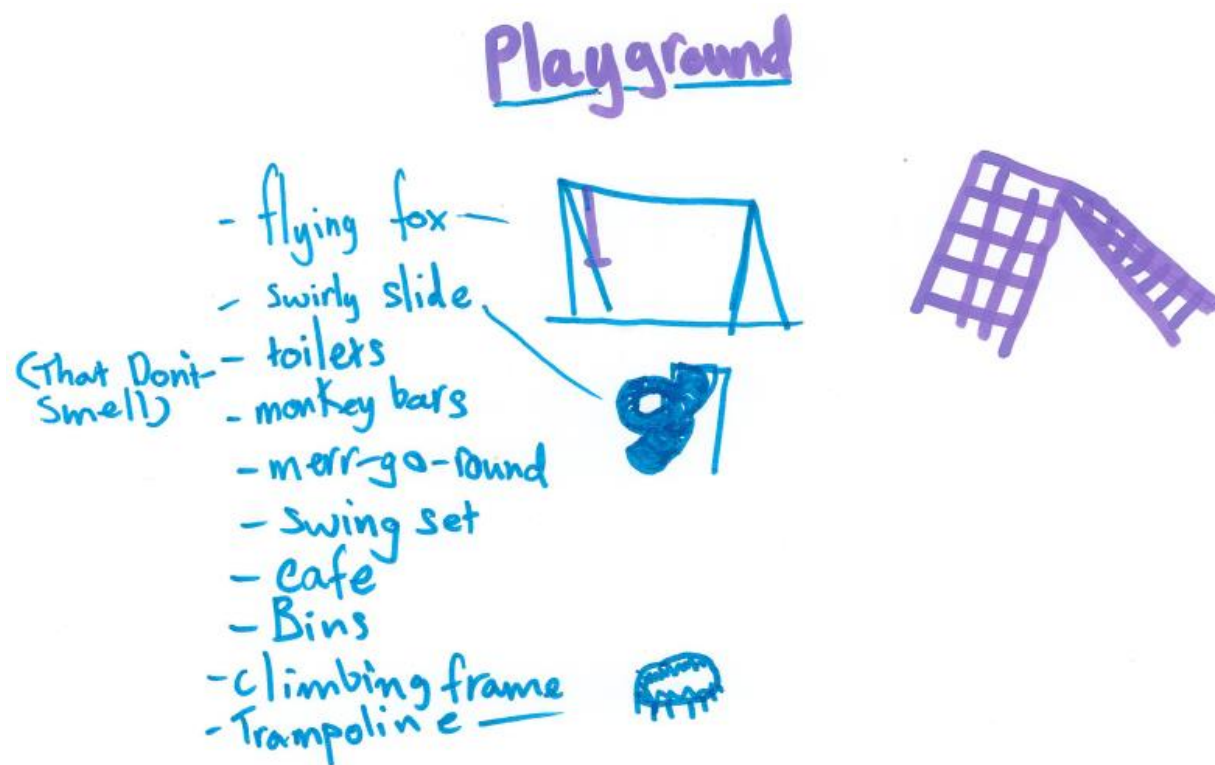 Playground
- flying fox
- swirly slide
- toilets
(That Don't
Smell)
- monkey bars
- merr-go-round
- swing set
- cafe
- Bins
- climbing frame
- Trampoline